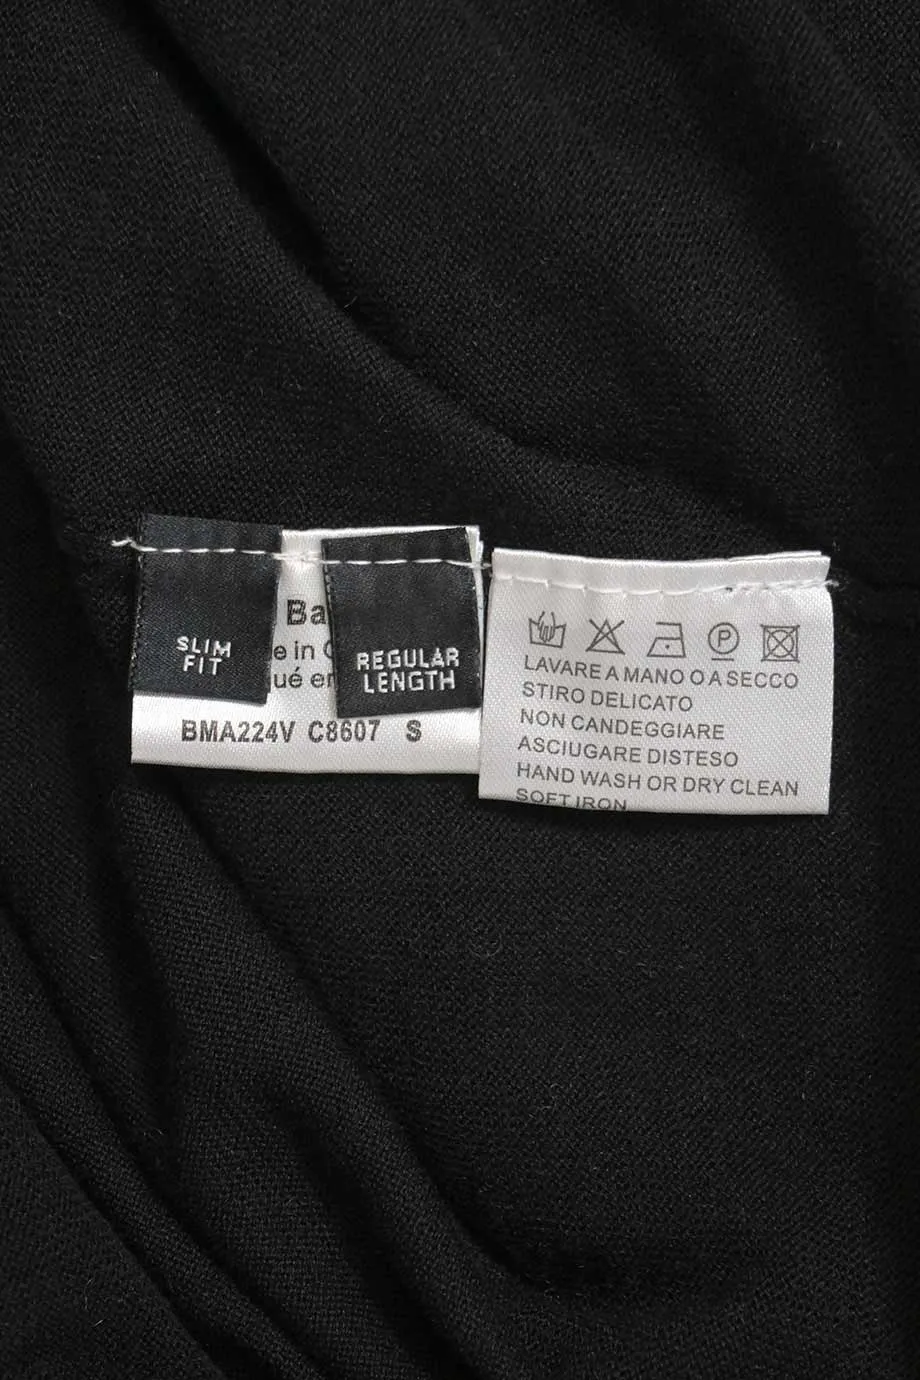 SLIM
FIT
Ba
e in C
ué en
REGULAR
LENGTH
BMA224V C8607 S
P
LAVARE A MANO O A SECCO
STIRO DELICATO
NON CANDEGGIARE
ASCIUGARE DISTESO
HAND WASH OR DRY CLEAN
SOFT IRON